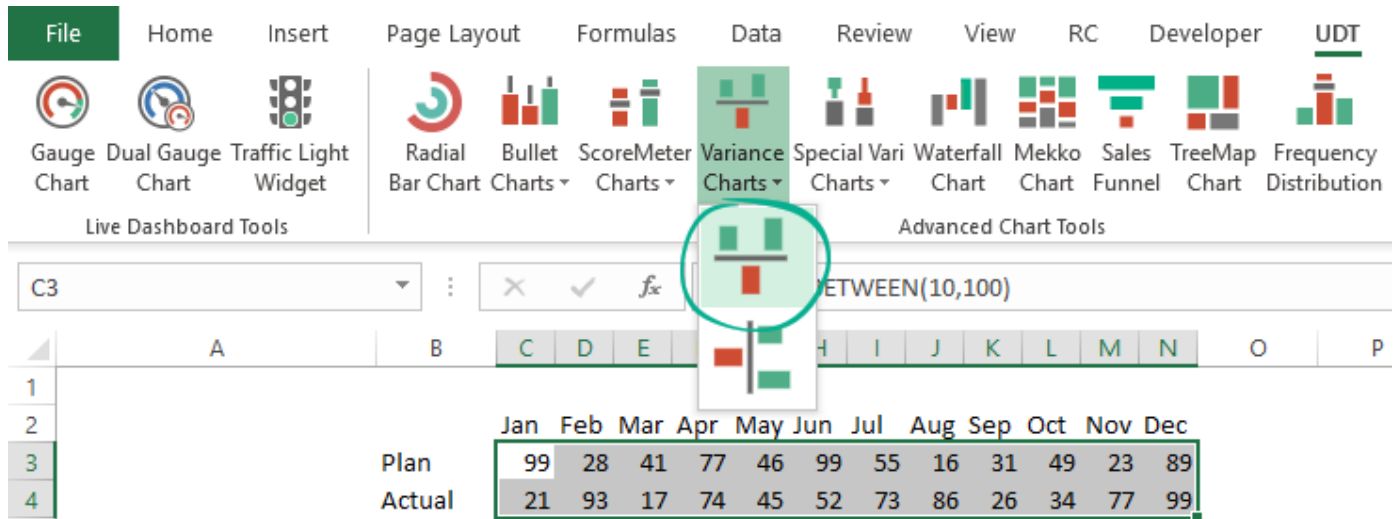 File Home Insert Page Layout Formulas Data Review View RC Developer UDT
Gauge Dual Gauge Traffic Light Radial Bullet ScoreMeter Variance Special Vari Waterfall Mekko Sales TreeMap Frequency
Chart Chart Widget Bar Chart Charts Charts Charts Charts Chart Chart Funnel Chart Distribution
Live Dashboard Tools Advanced Chart Tools
C3 fx ETWEEN(10,100)
A B C D E H I J K L M N O P
1
2 Jan Feb Mar Apr May Jun Jul Aug Sep Oct Nov Dec
3 Plan 99 28 41 77 46 99 55 16 31 49 23 89
4 Actual 21 93 17 74 45 52 73 86 26 34 77 99